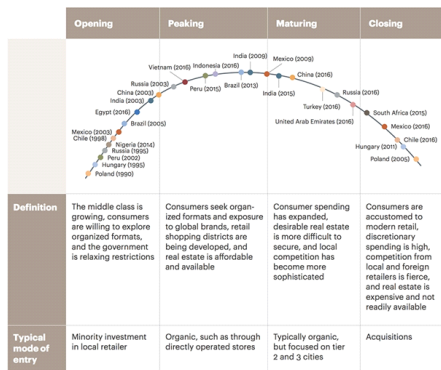 Opening
Peaking
Maturing
Closing
India (2009)
Mexico (2009)
Indonesia (2016)
Vietnam (2016)
China (2016)
Russia (2003)
Peru (2015)
Brazil (2013)
India (2015)
Russia (2016)
China (2003)
India (2003)
Turkey (2016)
Egypt (2016)
South Africa (2015)
United Arab Emirates (2016)
Brazil (2005)
Mexico (2016)
Mexico (2003)
Chile (1998)
Chile (2016)
Nigeria (2014)
Hungary (2011)
Russia (1995)
Peru (2002)
Poland (2005)
Hungary (1995)
Poland (1990)
Definition
The middle class is
growing, consumers
are willing to explore
organized formats,
and the government
is relaxing restrictions
Consumers seek organ-
ized formats and exposure
to global brands, retail
shopping districts are
being developed, and
real estate is affordable
and available
Consumer spending
has expanded,
desirable real estate
is more difficult to
secure, and local
competition has
become more
sophisticated
Consumers are
accustomed to
modern retail,
discretionary
spending is high,
competition from
local and foreign
retailers is fierce,
and real estate is
expensive and not
readily available
Typical
mode of
entry
Minority investment
in local retailer
Organic, such as through
directly operated stores
Typically organic,
but focused on tier
2 and 3 cities
Acquisitions